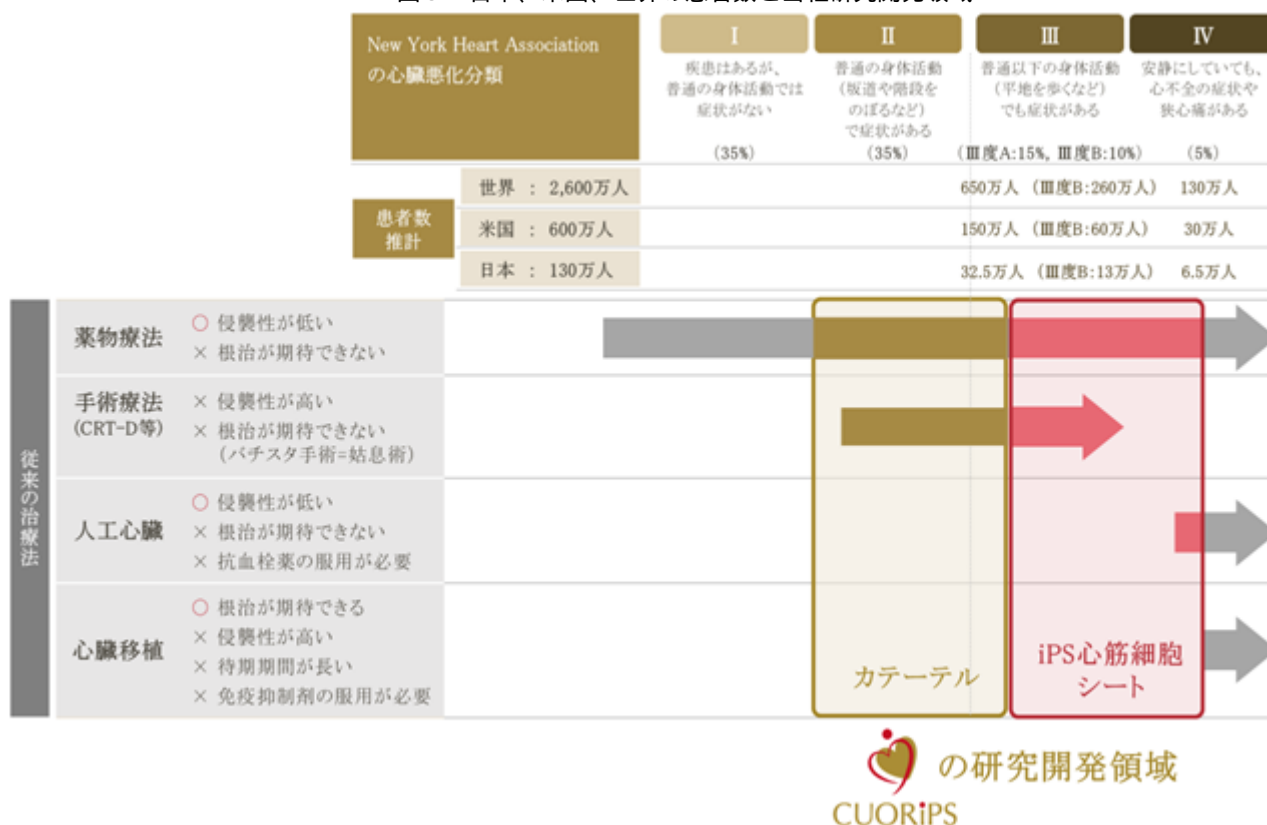 New York Heart Association
の心臓悪化分類
I
疾患はあるが、
普通の身体活動では
症状がない
(35%)
II
普通の身体活動
(坂道や階段を
のぼるなど)
で症状がある
(35%)
III
普通以下の身体活動
(平地を歩くなど)
でも症状がある
(III度A:15%, III度B:10%)
IV
安静にしていても、
心不全の症状や
狭心痛がある
(5%)
患者数
推計
世界 : 2,600万人
650万人 (III度B:260万人)
130万人
米国 : 600万人
150万人 (III度B:60万人)
30万人
日本 : 130万人
32.5万人 (III度B:13万人)
6.5万人
従来の治療法
薬物療法
○ 侵襲性が低い
× 根治が期待できない
手術療法
(CRT-D等)
× 侵襲性が高い
× 根治が期待できない
(バチスタ手術=姑息術)
人工心臓
○ 侵襲性が低い
× 根治が期待できない
× 抗血栓薬の服用が必要
心臓移植
○ 根治が期待できる
× 侵襲性が高い
× 待期期間が長い
× 免疫抑制剤の服用が必要
カテーテル
iPS心筋細胞
シート
の研究開発領域
CUORiPS